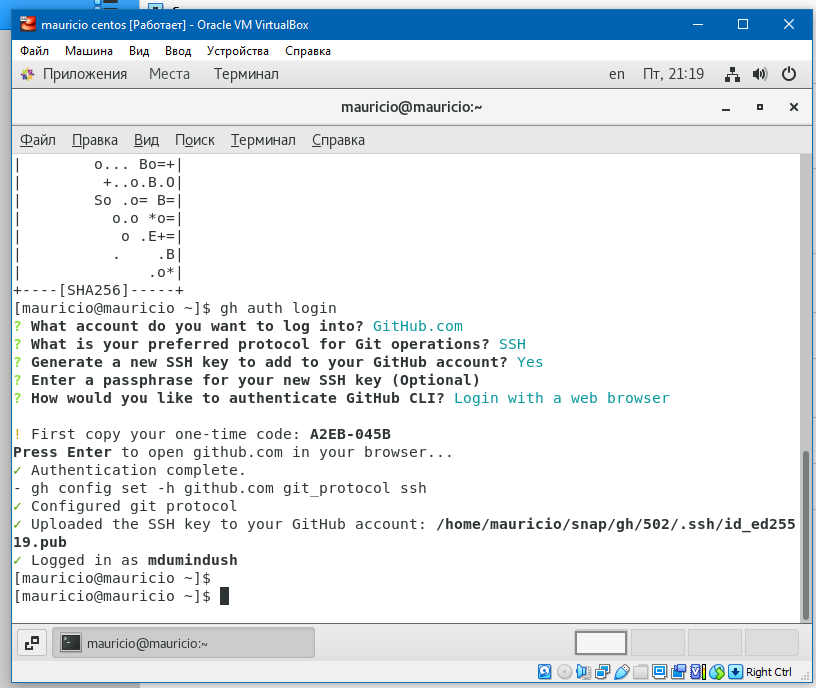 mauricio centos [Работает] - Oracle VM VirtualBox
Файл Машина Вид Ввод Устройства Справка
Приложения Места Терминал en Пт, 21:19
mauricio@mauricio:~
Файл Правка Вид Поиск Терминал Справка
|        o... Bo=+|
|         +..o.B.O|
|        So .o= B=|
|          o.o *o=|
|           o .E+=|
|          .    .B|
|              .o*|
+----[SHA256]-----+
[mauricio@mauricio ~]$ gh auth login
? What account do you want to log into? GitHub.com
? What is your preferred protocol for Git operations? SSH
? Generate a new SSH key to add to your GitHub account? Yes
? Enter a passphrase for your new SSH key (Optional)
? How would you like to authenticate GitHub CLI? Login with a web browser
! First copy your one-time code: A2EB-045B
Press Enter to open github.com in your browser...
✓ Authentication complete.
- gh config set -h github.com git_protocol ssh
✓ Configured git protocol
✓ Uploaded the SSH key to your GitHub account: /home/mauricio/snap/gh/502/.ssh/id_ed255
19.pub
✓ Logged in as mdumindush
[mauricio@mauricio ~]$
[mauricio@mauricio ~]$
mauricio@mauricio:~
Right Ctrl